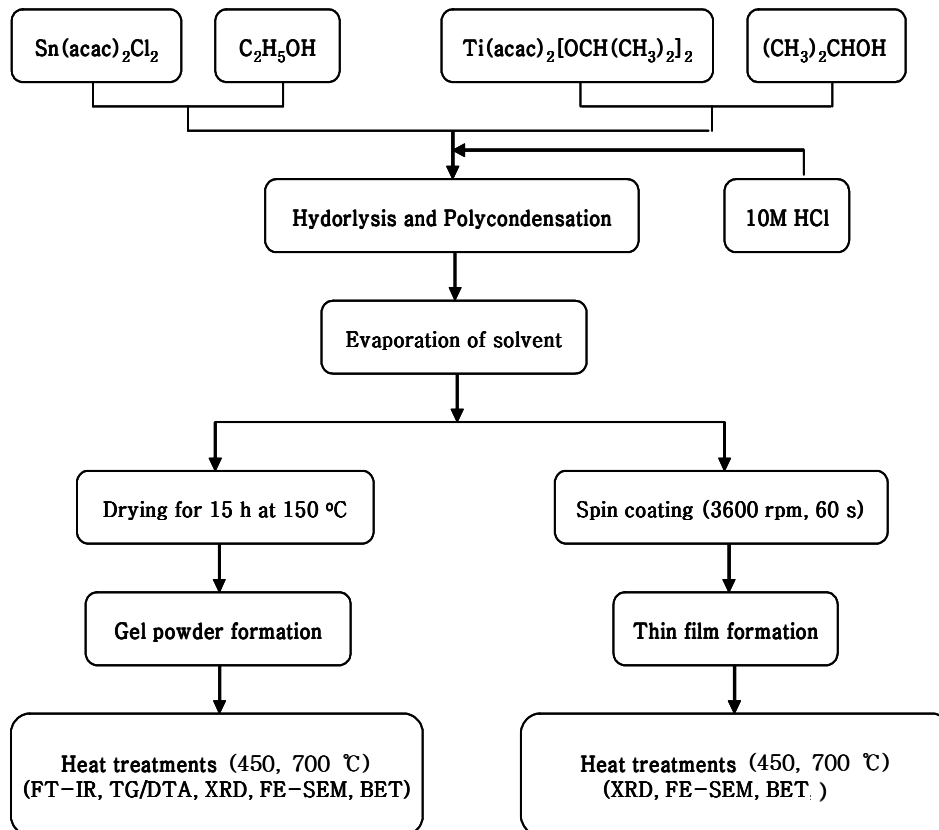 Sn(acac)₂Cl₂
C₂H₅OH
Ti(acac)₂[OCH(CH₃)₂]₂
(CH₃)₂CHOH
Hydorlysis and Polycondensation
10M HCl
Evaporation of solvent
Drying for 15 h at 150 ºC
Spin coating (3600 rpm, 60 s)
Gel powder formation
Thin film formation
Heat treatments (450, 700 ℃)
(FT-IR, TG/DTA, XRD, FE-SEM, BET)
Heat treatments (450, 700 ℃)
(XRD, FE-SEM, BET, )